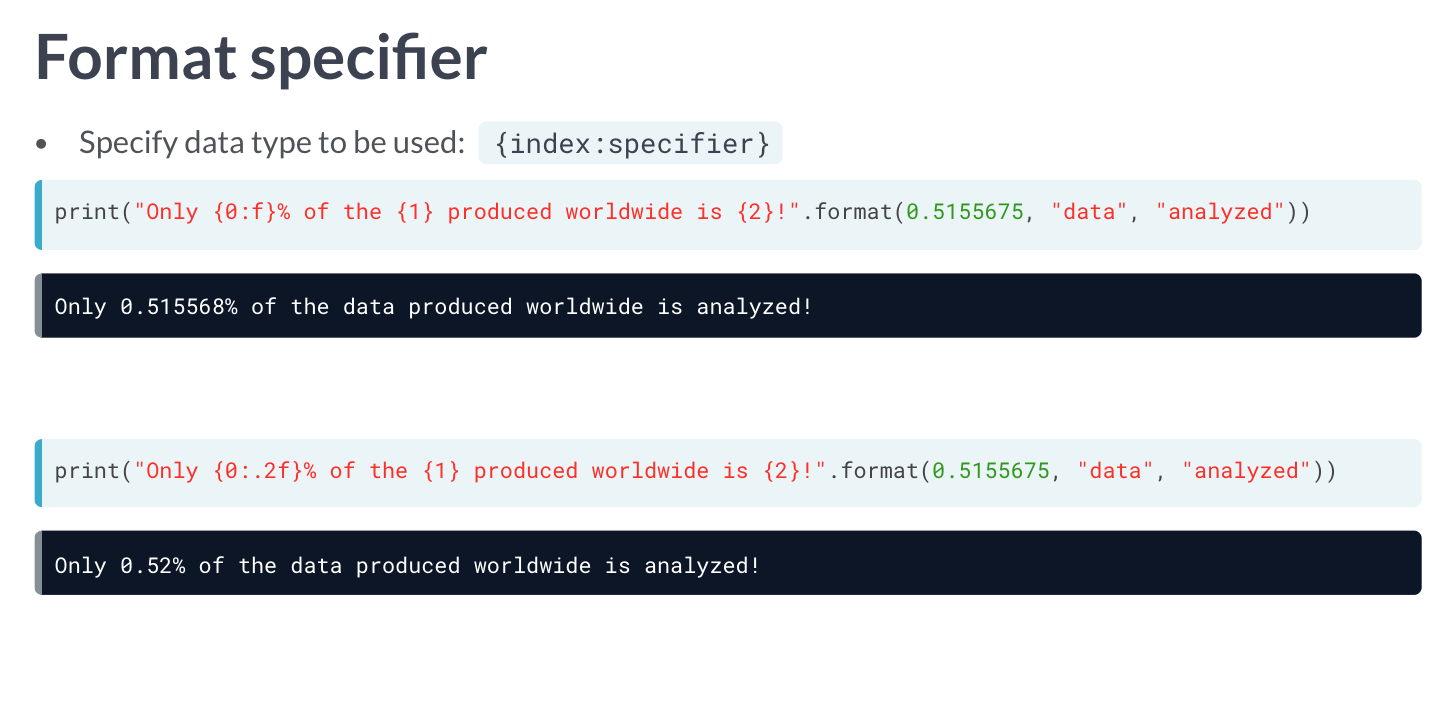 Format specifier
• Specify data type to be used: {index:specifier}
print("Only {0:f}% of the {1} produced worldwide is {2}!".format(0.5155675, "data", "analyzed"))
Only 0.515568% of the data produced worldwide is analyzed!
print("Only {0:.2f}% of the {1} produced worldwide is {2}!".format(0.5155675, "data", "analyzed"))
Only 0.52% of the data produced worldwide is analyzed!